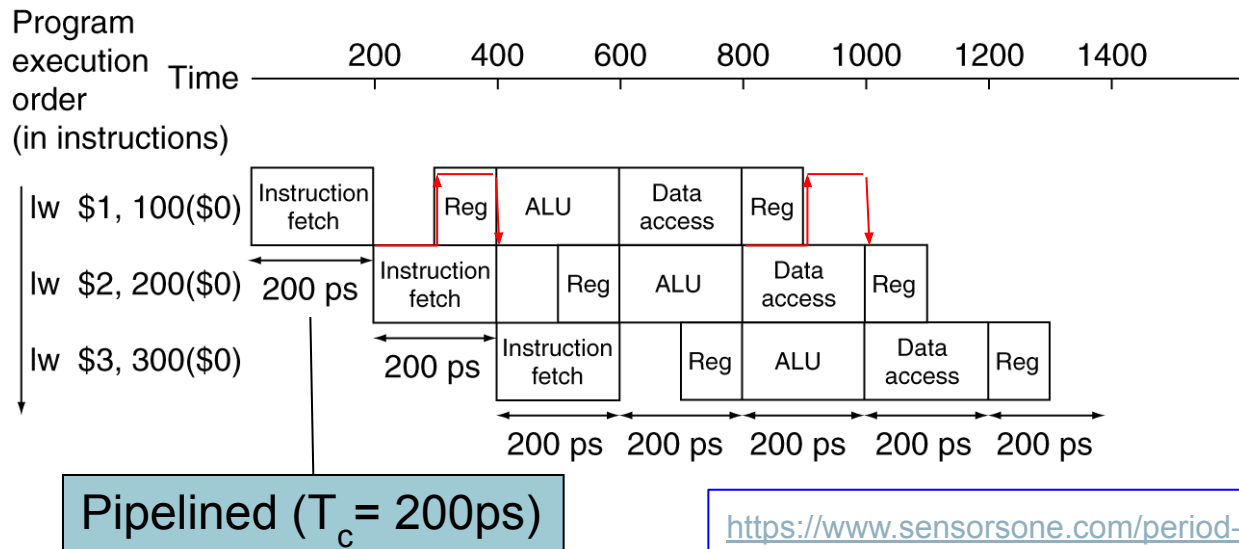 Program
execution
order
(in instructions)
Time
200 400 600 800 1000 1200 1400
lw $1, 100($0)
Instruction
fetch
Reg
ALU
Data
access
Reg
lw $2, 200($0)
200 ps
Instruction
fetch
Reg
ALU
Data
access
Reg
lw $3, 300($0)
200 ps
Instruction
fetch
Reg
ALU
Data
access
Reg
200 ps 200 ps 200 ps 200 ps 200 ps
Pipelined (Tc= 200ps)
https://www.sensorsone.com/period-